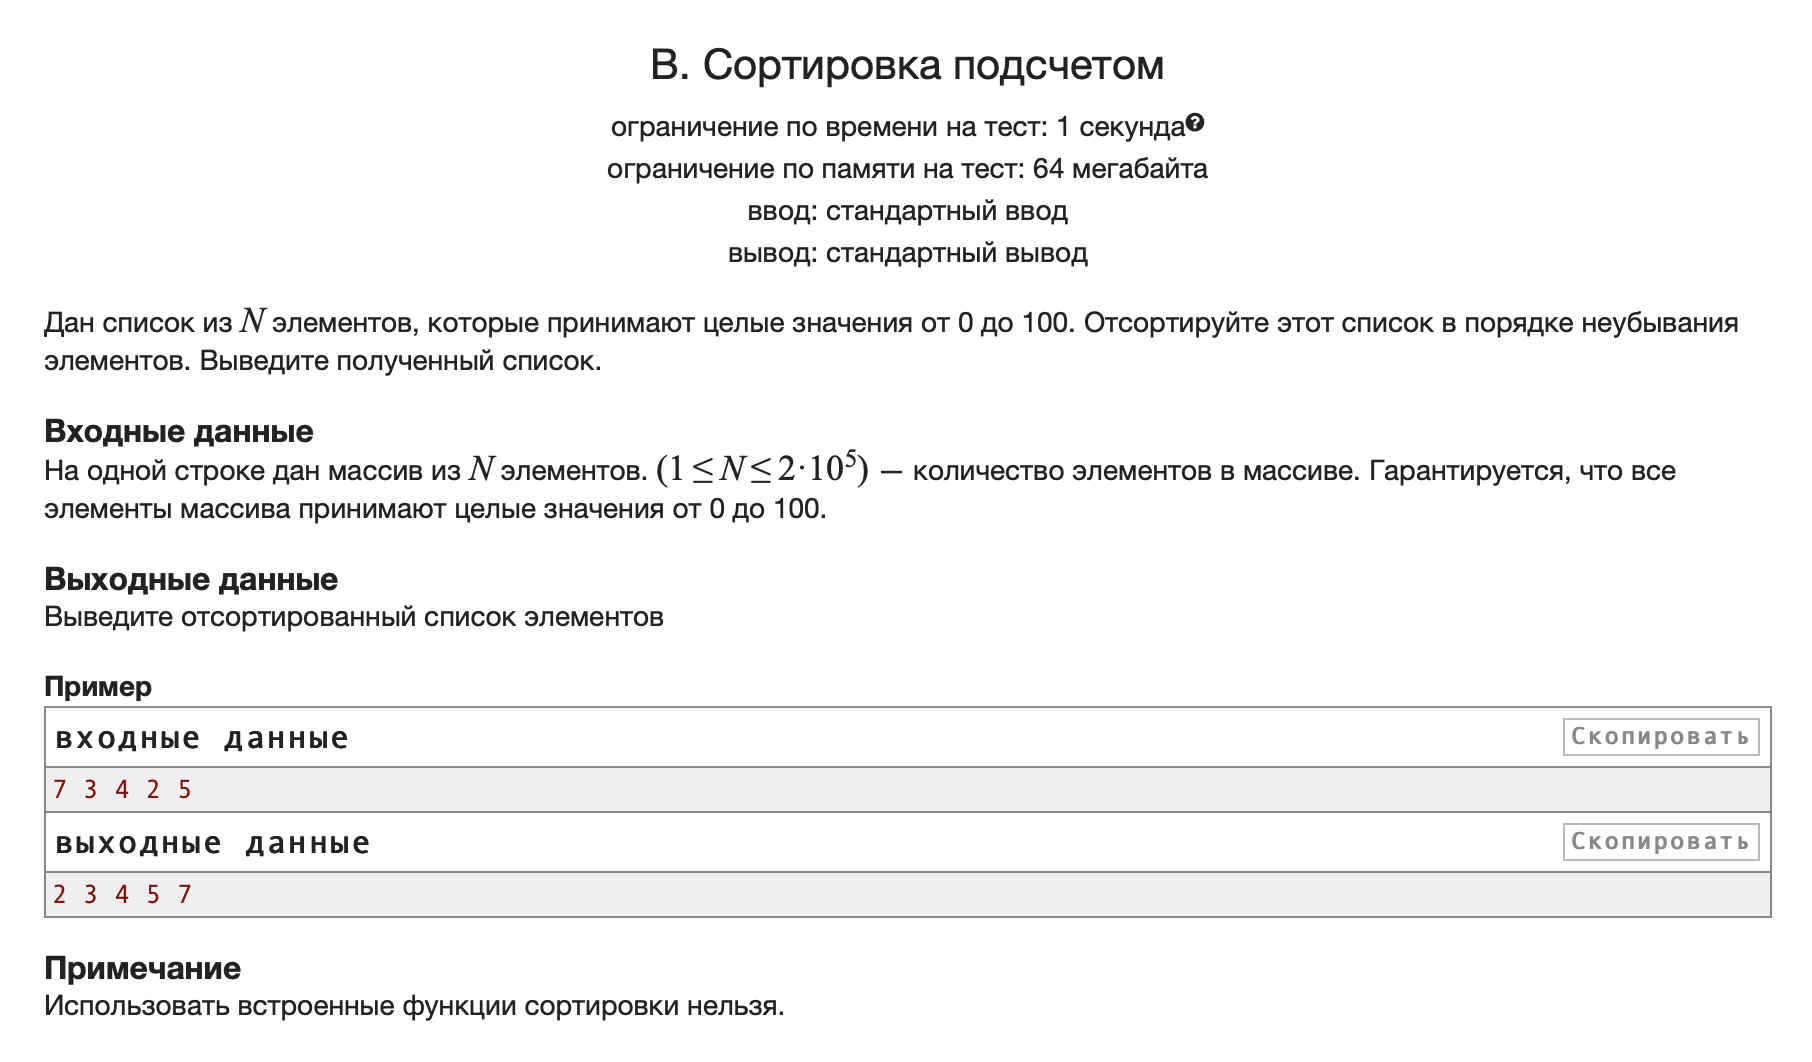 В. Сортировка подсчетом
ограничение по времени на тест: 1 секунда?
ограничение по памяти на тест: 64 мегабайта
ввод: стандартный ввод
вывод: стандартный вывод
Дан список из N элементов, которые принимают целые значения от 0 до 100. Отсортируйте этот список в порядке неубывания
элементов. Выведите полученный список.
Входные данные
На одной строке дан массив из N элементов. (1 ≤ N ≤ 2·10⁵) — количество элементов в массиве. Гарантируется, что все
элементы массива принимают целые значения от 0 до 100.
Выходные данные
Выведите отсортированный список элементов
Пример
входные данные Скопировать
7 3 4 2 5
выходные данные Скопировать
2 3 4 5 7
Примечание
Использовать встроенные функции сортировки нельзя.